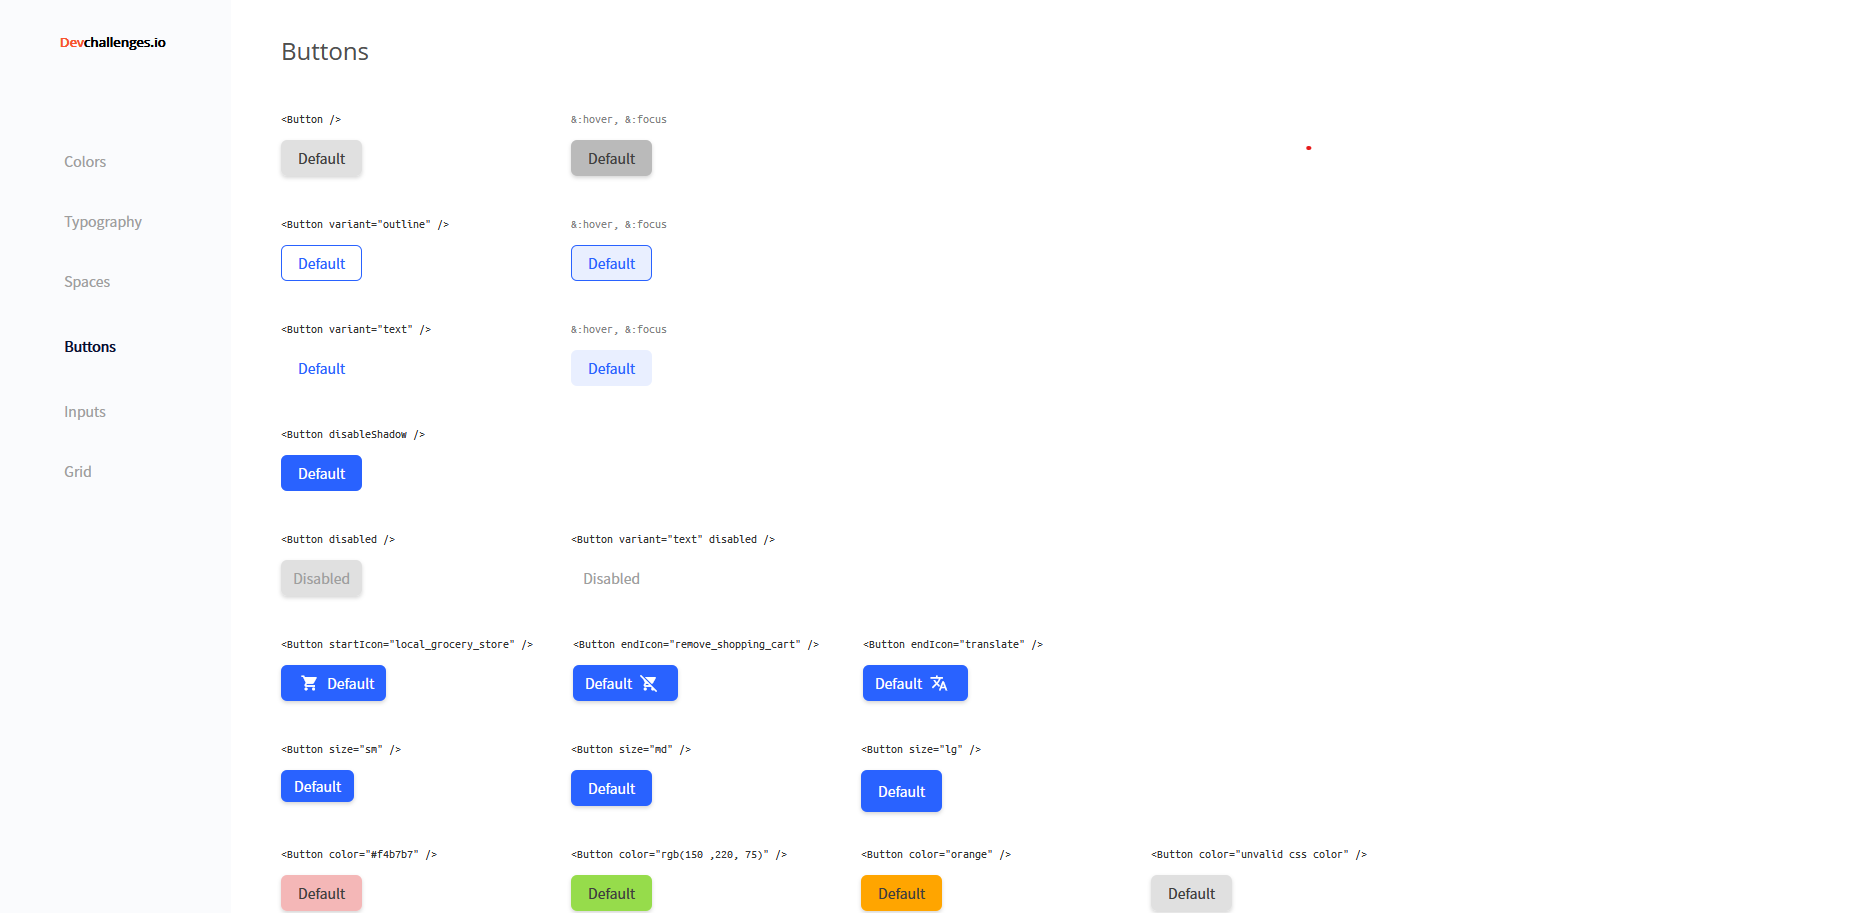 Devchallenges.io
Colors
Typography
Spaces
Buttons
Inputs
Grid
Buttons
<Button />
&:hover, &:focus
Default
Default
<Button variant="outline" />
&:hover, &:focus
Default
Default
<Button variant="text" />
&:hover, &:focus
Default
Default
<Button disableShadow />
Default
<Button disabled />
<Button variant="text" disabled />
Disabled
Disabled
<Button startIcon="local_grocery_store" />
<Button endIcon="remove_shopping_cart" />
<Button endIcon="translate" />
Default
Default
Default
<Button size="sm" />
<Button size="md" />
<Button size="lg" />
Default
Default
Default
<Button color="#f4b7b7" />
<Button color="rgb(150 ,220, 75)" />
<Button color="orange" />
<Button color="unvalid css color" />
Default
Default
Default
Default